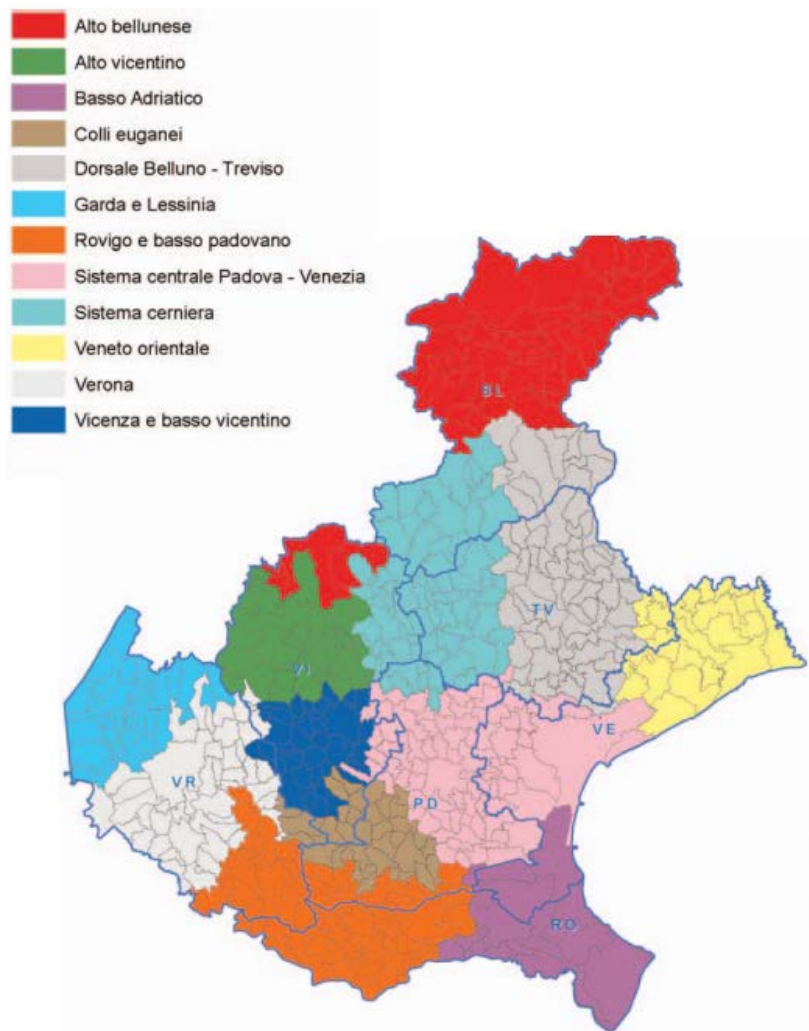 Alto bellunese
Alto vicentino
Basso Adriatico
Colli euganei
Dorsale Belluno - Treviso
Garda e Lessinia
Rovigo e basso padovano
Sistema centrale Padova - Venezia
Sistema cerniera
Veneto orientale
Verona
Vicenza e basso vicentino
BL
TV
VI
VE
VR
PD
RO